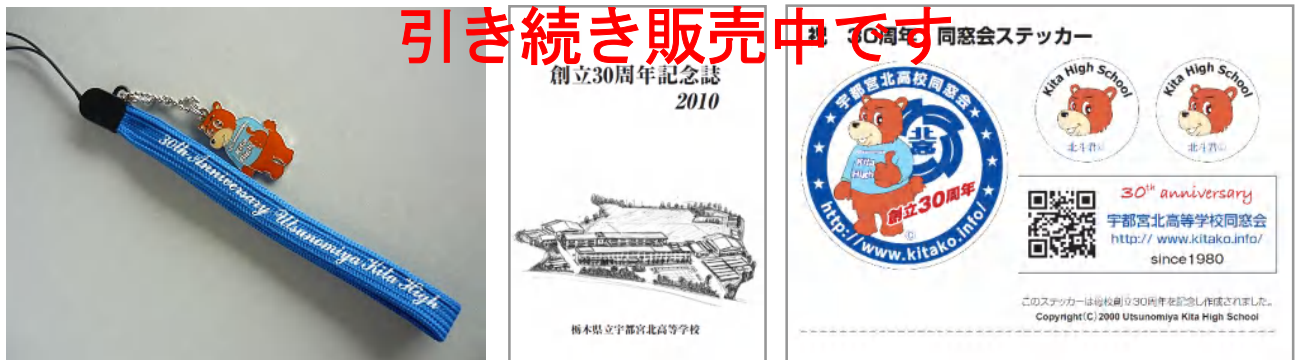 引き続き販売中です
30th Anniversary Utsunomiya Kita High
創立30周年記念誌
2010
栃木県立宇都宮北高等学校
祝 30周年 同窓会ステッカー
宇都宮北高校同窓会
Kita High
創立30周年
http://www.kitako.info/
Kita High School
北斗君
Kita High School
北斗君
30th anniversary
宇都宮北高等学校同窓会
http:// www.kitako.info/
since1980
このステッカーは母校創立30周年を記念し作成されました。
Copyright(C) 2000 Utsunomiya Kita High School